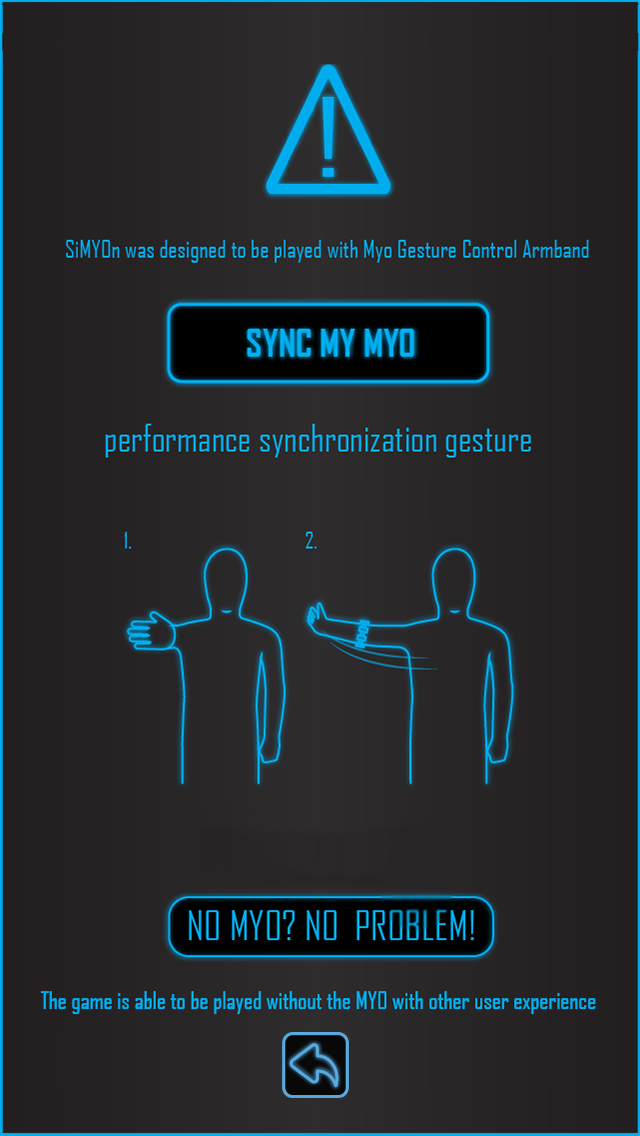 !
SiMYOn was designed to be played with Myo Gesture Control Armband
SYNC MY MYO
performance synchronization gesture
1.
2.
NO MYO? NO PROBLEM!
The game is able to be played without the MYO with other user experience